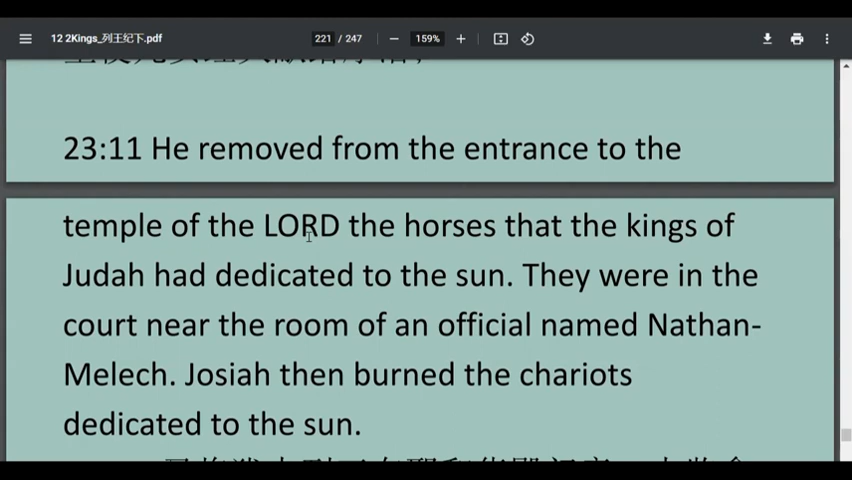 12 2Kings_列王纪下.pdf
221 / 247
159%
23:11 He removed from the entrance to the
temple of the LORD the horses that the kings of
Judah had dedicated to the sun. They were in the
court near the room of an official named Nathan-
Melech. Josiah then burned the chariots
dedicated to the sun.